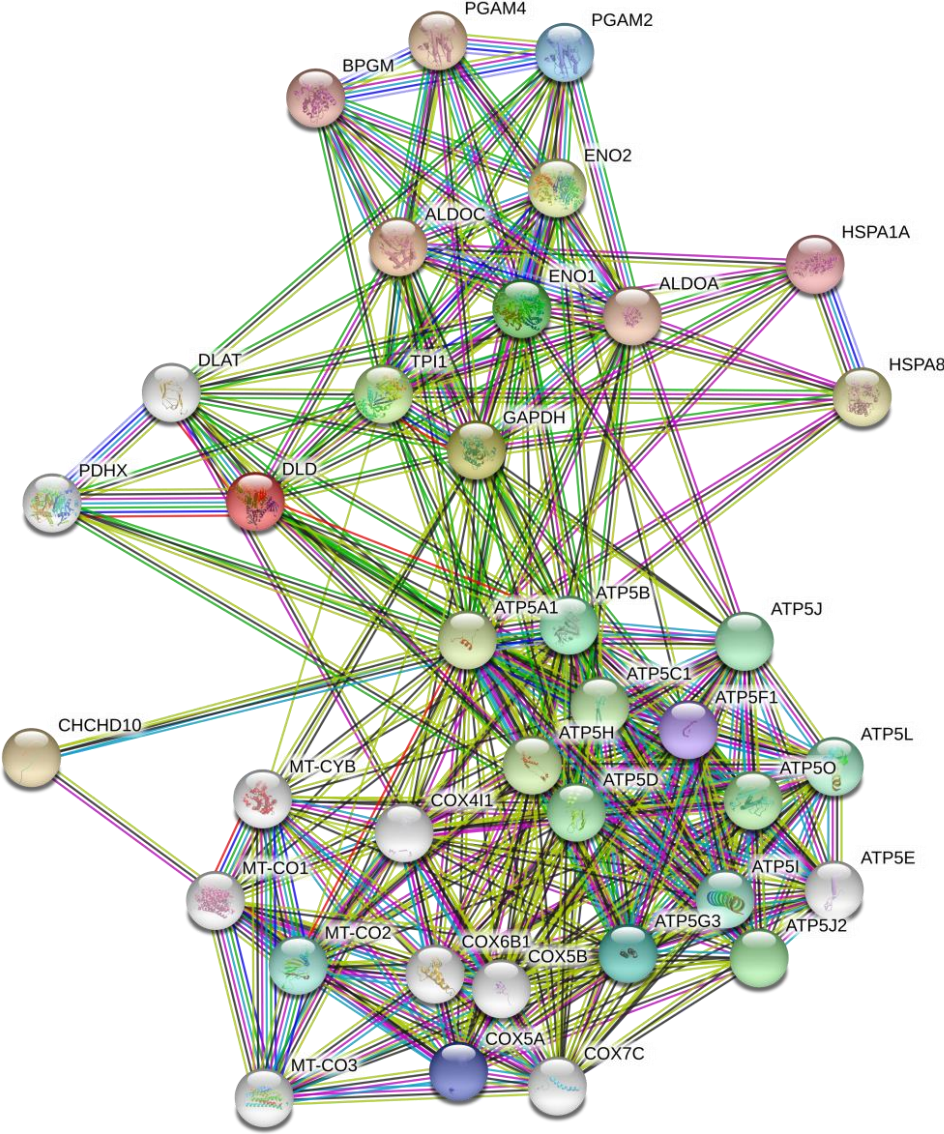 PGAM4
PGAM2
BPGM
ENO2
ALDOC
HSPA1A
ENO1
ALDOA
DLAT
TPI1
HSPA8
GAPDH
PDHX
DLD
ATP5B
ATP5A1
ATP5J
ATP5C1
ATP5F1
CHCHD10
ATP5H
ATP5L
MT-CYB
ATP5O
COX4I1
ATP5D
MT-CO1
ATP5I
ATP5E
MT-CO2
ATP5G3
ATP5J2
COX6B1
COX5B
COX5A
COX7C
MT-CO3